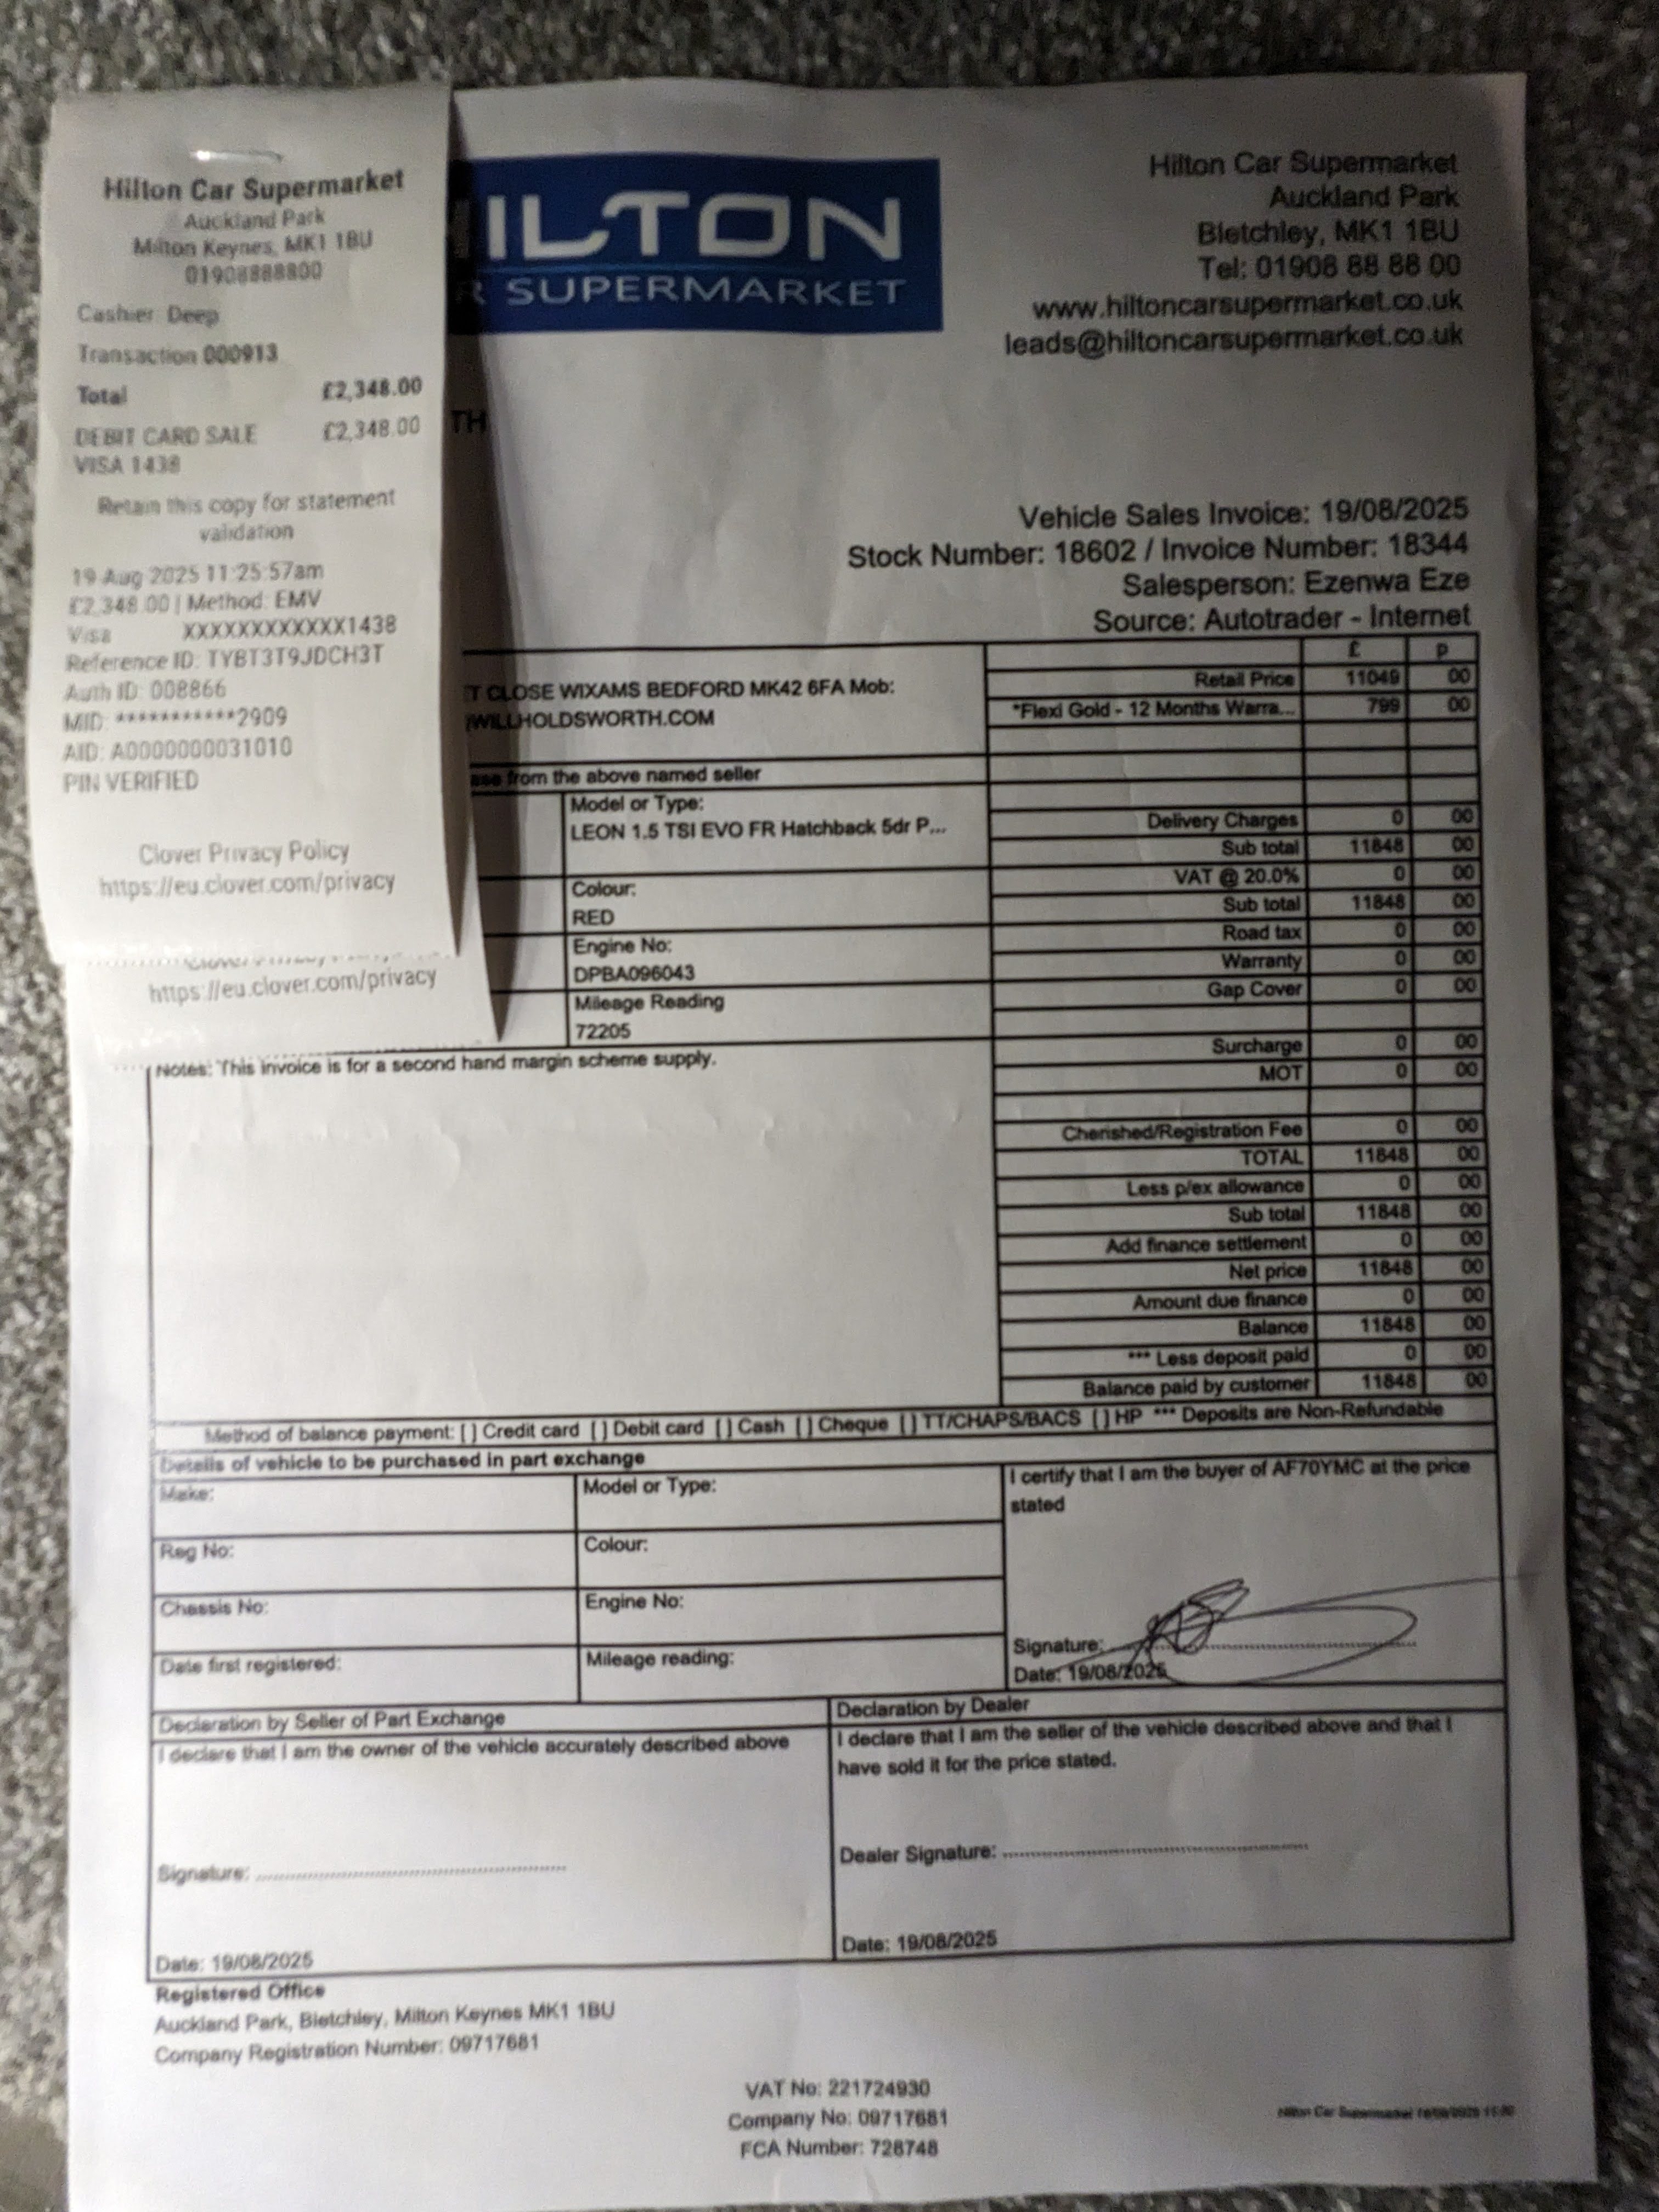 Hilton Car Supermarket
Auckland Park
Milton Keynes, MK1 1BU
01908888800
Cashier: Deep
Transaction 000913
Total £2,348.00
DEBIT CARD SALE £2,348.00
VISA 1438
Retain this copy for statement
validation
19 Aug 2025 11:25:57am
£2,348.00 | Method: EMV
Visa XXXXXXXXXXXX1438
Reference ID: TYBT3T9JDCH3T
Auth ID: 008866
MID: ***********2909
AID: A0000000031010
PIN VERIFIED
Clover Privacy Policy
https://eu.clover.com/privacy
https://eu.clover.com/privacy
HILTON
R SUPERMARKET
Hilton Car Supermarket
Auckland Park
Bletchley, MK1 1BU
Tel: 01908 88 88 00
www.hiltoncarsupermarket.co.uk
leads@hiltoncarsupermarket.co.uk
TH
Vehicle Sales Invoice: 19/08/2025
Stock Number: 18602 / Invoice Number: 18344
Salesperson: Ezenwa Eze
Source: Autotrader - Internet
T CLOSE WIXAMS BEDFORD MK42 6FA Mob:
WILLHOLDSWORTH.COM
from the above named seller
Model or Type:
LEON 1.5 TSI EVO FR Hatchback 5dr P...
Colour:
RED
Engine No:
DPBA096043
Mileage Reading
72205
Notes: This invoice is for a second hand margin scheme supply.
£ p
Retail Price 11049 00
*Flexi Gold - 12 Months Warra... 799 00
Delivery Charges 0 00
Sub total 11848 00
VAT @ 20.0% 0 00
Sub total 11848 00
Road tax 0 00
Warranty 0 00
Gap Cover 0 00
Surcharge 0 00
MOT 0 00
Cherished/Registration Fee 0 00
TOTAL 11848 00
Less p/ex allowance 0 00
Sub total 11848 00
Add finance settlement 0 00
Net price 11848 00
Amount due finance 0 00
Balance 11848 00
*** Less deposit paid 0 00
Balance paid by customer 11848 00
Method of balance payment: [ ] Credit card [ ] Debit card [ ] Cash [ ] Cheque [ ] TT/CHAPS/BACS [ ] HP *** Deposits are Non-Refundable
Details of vehicle to be purchased in part exchange
Make:
Model or Type:
Reg No:
Colour:
Chassis No:
Engine No:
Date first registered:
Mileage reading:
I certify that I am the buyer of AF70YMC at the price
stated
Signature:
Date: 19/08/2025
Declaration by Seller of Part Exchange
I declare that I am the owner of the vehicle accurately described above
Signature:
Date: 19/08/2025
Declaration by Dealer
I declare that I am the seller of the vehicle described above and that I
have sold it for the price stated.
Dealer Signature:
Date: 19/08/2025
Registered Office
Auckland Park, Bletchley, Milton Keynes MK1 1BU
Company Registration Number: 09717681
VAT No: 221724930
Company No: 09717681
FCA Number: 728748
Hilton Car Supermarket